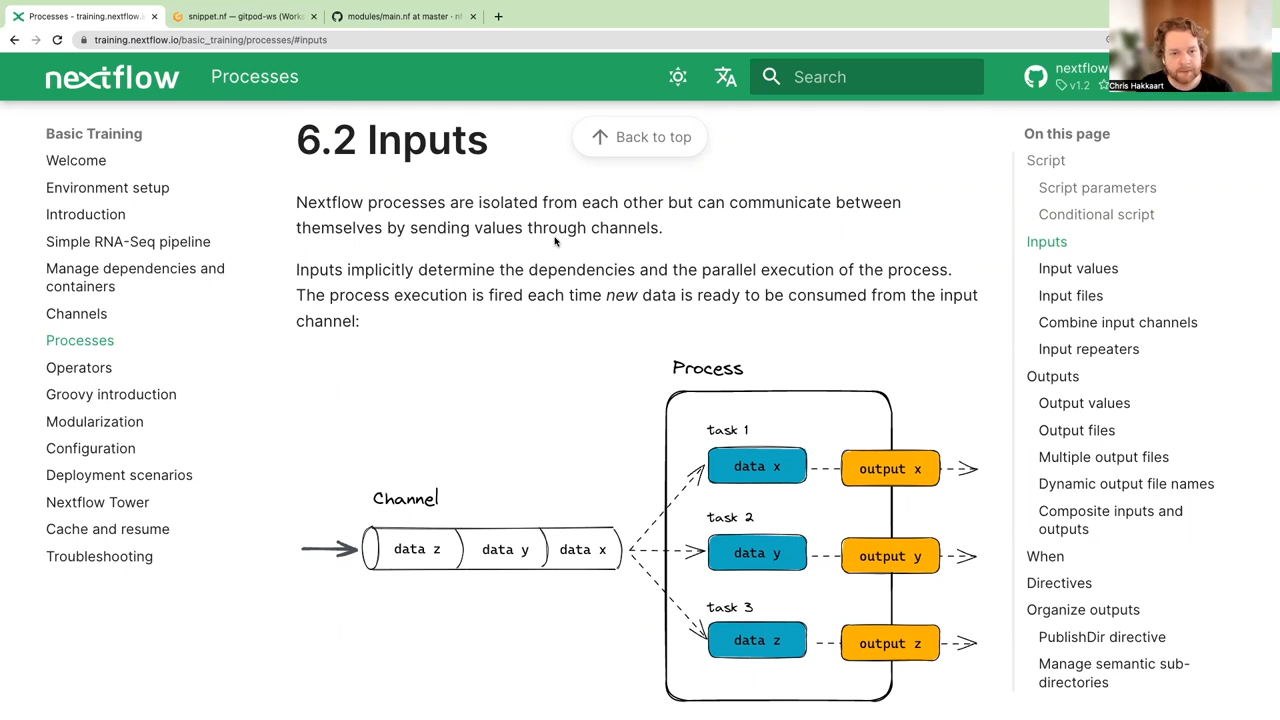 Processes - training.nextflow.i
snippet.nf — gitpod-ws (Works
modules/main.nf at master · nf
training.nextflow.io/basic_training/processes/#inputs
nextflow
Processes
Search
nextflow
v1.2
Chris Hakkaart
Basic Training
Welcome
Environment setup
Introduction
Simple RNA-Seq pipeline
Manage dependencies and
containers
Channels
Processes
Operators
Groovy introduction
Modularization
Configuration
Deployment scenarios
Nextflow Tower
Cache and resume
Troubleshooting
6.2 Inputs
Back to top
Nextflow processes are isolated from each other but can communicate between
themselves by sending values through channels.
Inputs implicitly determine the dependencies and the parallel execution of the process.
The process execution is fired each time new data is ready to be consumed from the input
channel:
Process
task 1
data x
output x
Channel
task 2
data z
data y
data x
data y
output y
task 3
data z
output z
On this page
Script
Script parameters
Conditional script
Inputs
Input values
Input files
Combine input channels
Input repeaters
Outputs
Output values
Output files
Multiple output files
Dynamic output file names
Composite inputs and
outputs
When
Directives
Organize outputs
PublishDir directive
Manage semantic sub-
directories